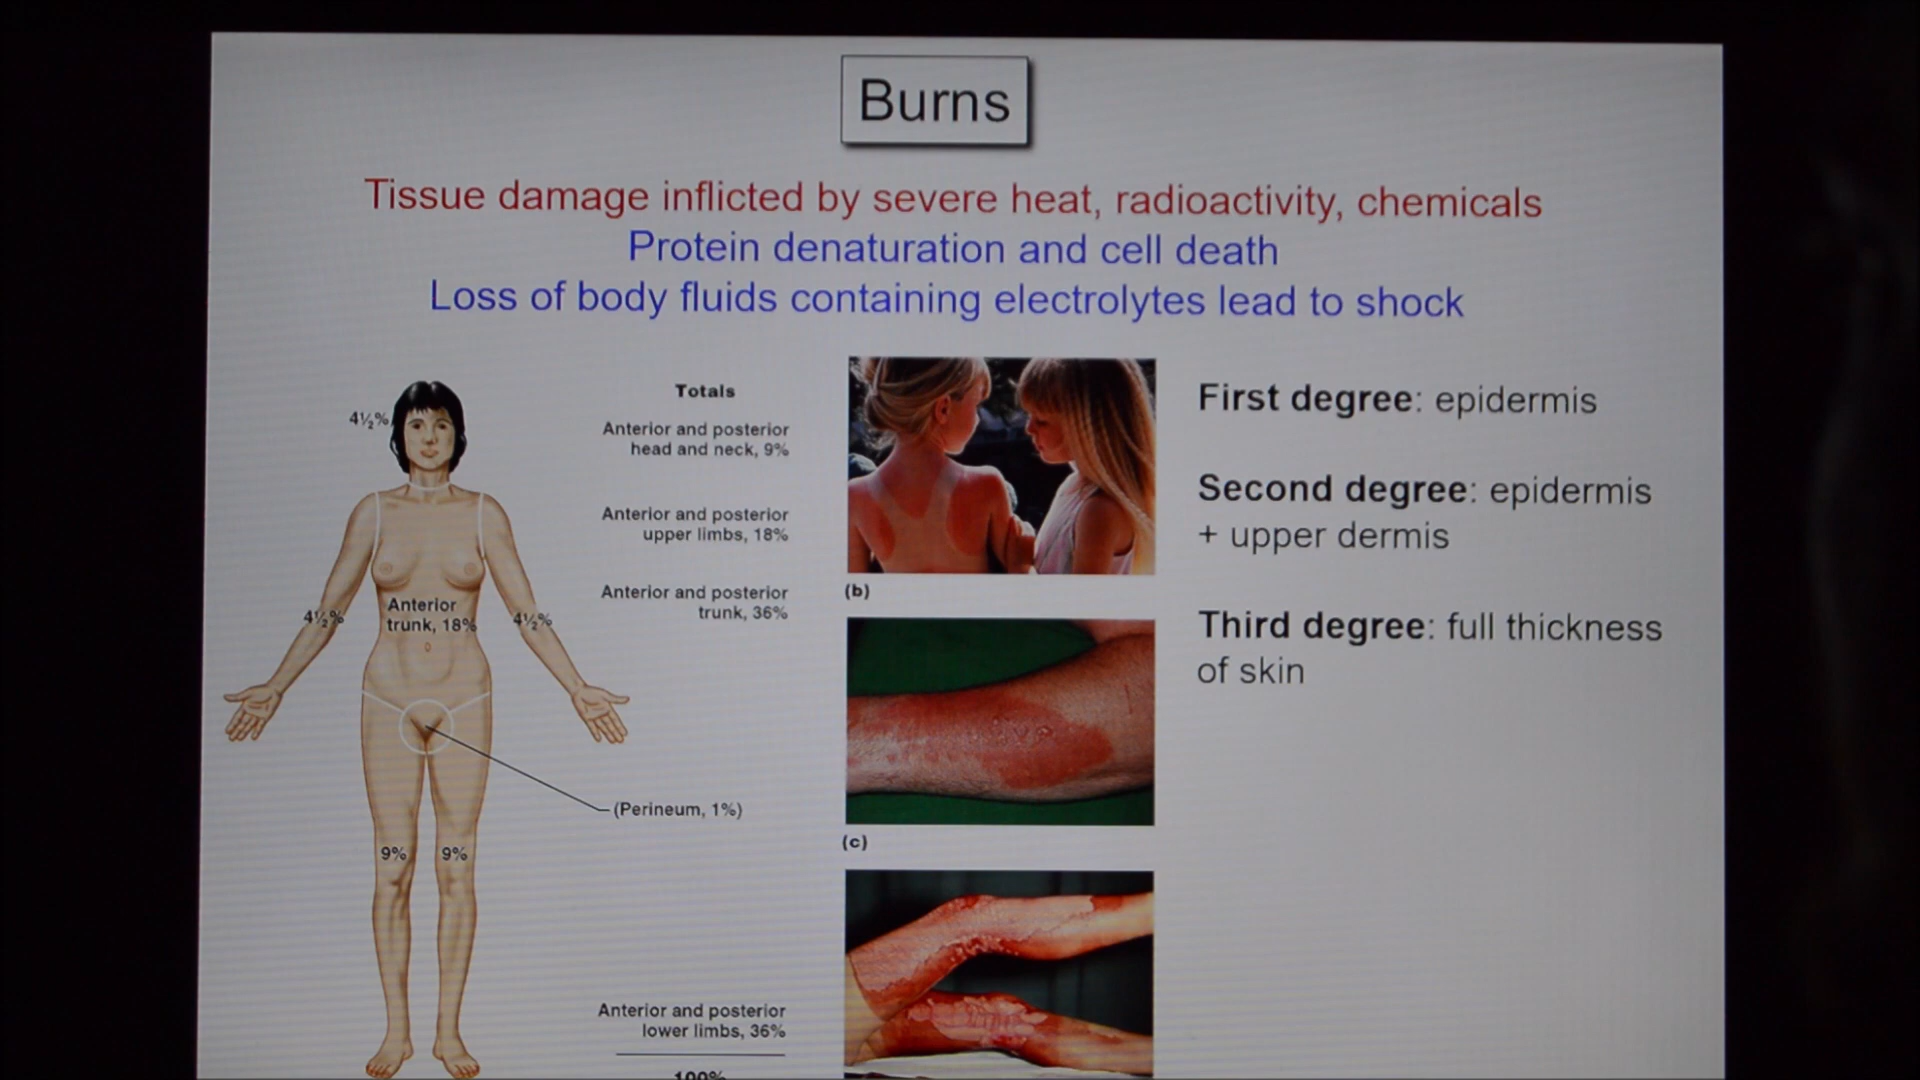 Burns
Tissue damage inflicted by severe heat, radioactivity, chemicals
Protein denaturation and cell death
Loss of body fluids containing electrolytes lead to shock
4½%
Totals
Anterior and posterior
head and neck, 9%
Anterior and posterior
upper limbs, 18%
Anterior and posterior
trunk, 36%
4½%
Anterior
trunk, 18%
4½%
(Perineum, 1%)
9%
9%
Anterior and posterior
lower limbs, 36%
100%
(b)
(c)
First degree: epidermis
Second degree: epidermis
+ upper dermis
Third degree: full thickness
of skin